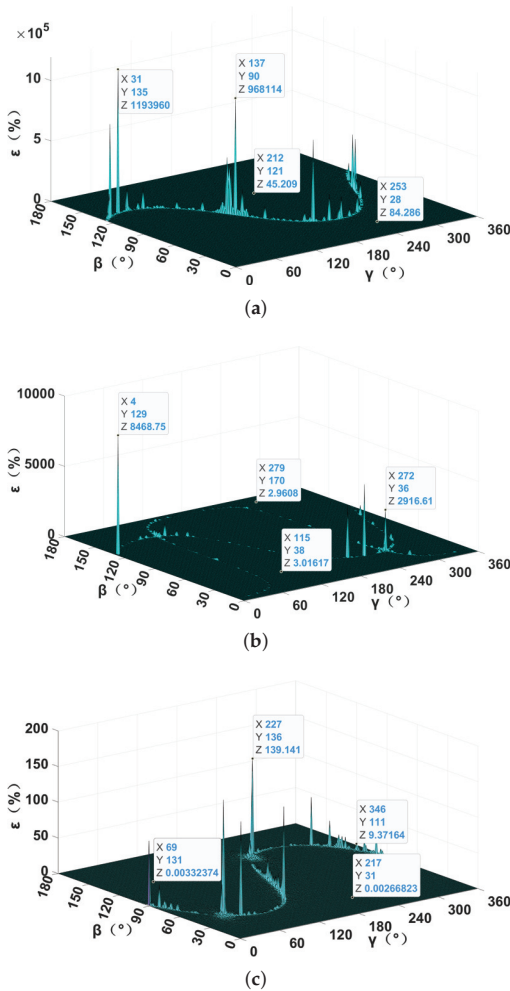 ×10⁵
10
5
0
ε (%)
X 31
Y 135
Z 1193960
X 137
Y 90
Z 968114
X 212
Y 121
Z 45.209
X 253
Y 28
Z 84.286
180
150
120
90
60
30
0
β (°)
0
60
120
180
240
300
360
γ (°)
(a)
10000
5000
0
ε (%)
X 4
Y 129
Z 8468.75
X 279
Y 170
Z 2.9608
X 272
Y 36
Z 2916.61
X 115
Y 38
Z 3.01617
180
150
120
90
60
30
0
β (°)
0
60
120
180
240
300
360
γ (°)
(b)
200
150
100
50
0
ε (%)
X 227
Y 136
Z 139.141
X 346
Y 111
Z 9.37164
X 69
Y 131
Z 0.00332374
X 217
Y 31
Z 0.00266823
180
150
120
90
60
30
0
β (°)
0
60
120
180
240
300
360
γ (°)
(c)